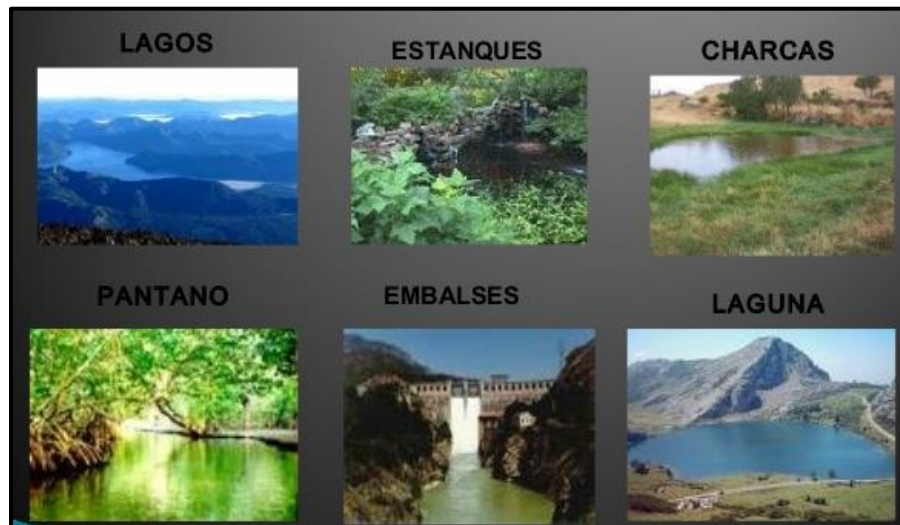 LAGOS
ESTANQUES
CHARCAS
PANTANO
EMBALSES
LAGUNA